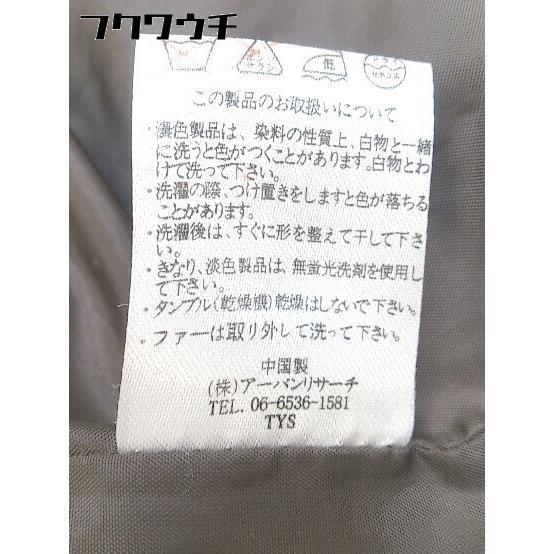 フクワウチ
低
この製品のお取扱いについて
・濃色製品は、染料の性質上、白物と一緒
に洗うと色がつくことがあります。白物とわ
けて洗って下さい。
・洗濯の際、つけ置きをしますと色が落ちる
ことがあります。
・洗濯後は、すぐに形を整えて干して下さ
い。
・きなり、淡色製品は、無蛍光洗剤を使用し
て下さい。
・タンブル(乾燥機)乾燥はしないで下さい。
・ファーは取り外して洗って下さい。
中国製
(株)アーバンリサーチ
TEL. 06-6536-1581
TYS